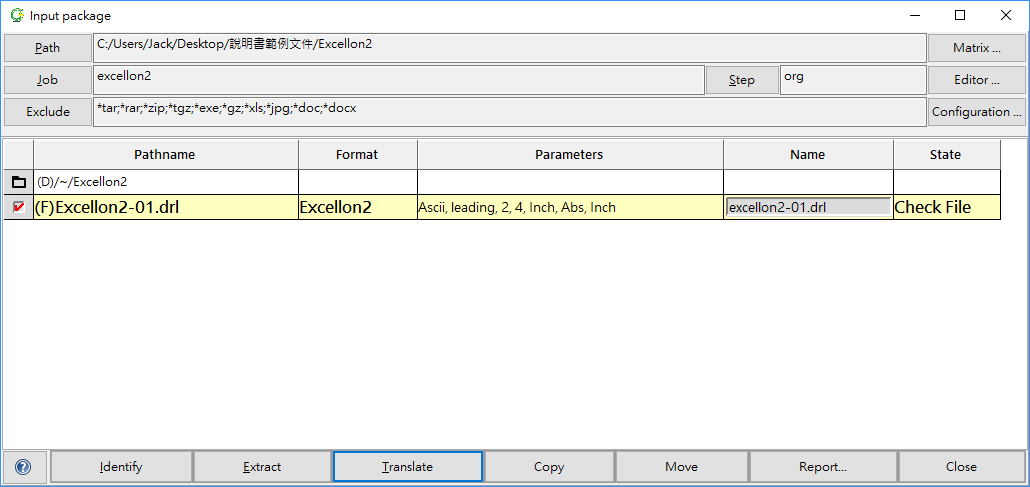 Input package
Path C:/Users/Jack/Desktop/說明書範例文件/Excellon2 Matrix ...
Job excellon2 Step org Editor ...
Exclude *tar;*rar;*zip;*tgz;*exe;*gz;*xls;*jpg;*doc;*docx Configuration ...
Pathname Format Parameters Name State
(D)/~/Excellon2
(F)Excellon2-01.drl Excellon2 Ascii, leading, 2, 4, Inch, Abs, Inch excellon2-01.drl Check File
? Identify Extract Translate Copy Move Report... Close